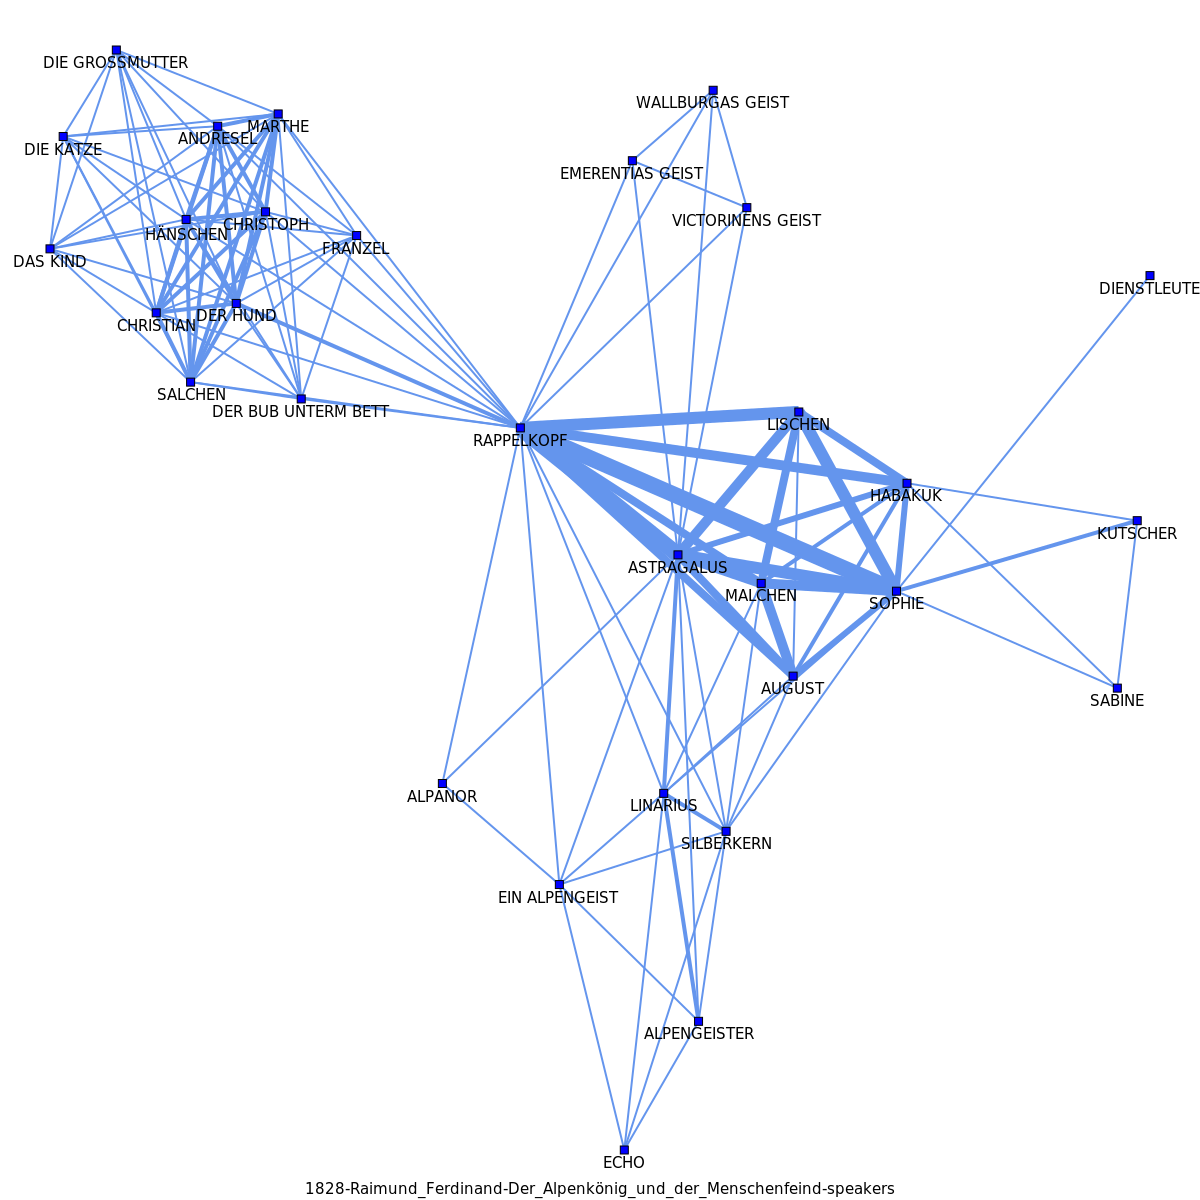 DIE GROSSMUTTER
WALLBURGAS GEIST
MARTHE
ANDRESEL
DIE KATZE
EMERENTIAS GEIST
VICTORINENS GEIST
CHRISTOPH
HÄNSCHEN
FRANZEL
DAS KIND
DIENSTLEUTE
DER HUND
CHRISTIAN
SALCHEN
DER BUB UNTERM BETT
LISCHEN
RAPPELKOPF
HABAKUK
KUTSCHER
ASTRAGALUS
MALCHEN
SOPHIE
AUGUST
SABINE
ALPANOR
LINARIUS
SILBERKERN
EIN ALPENGEIST
ALPENGEISTER
ECHO
1828-Raimund_Ferdinand-Der_Alpenkönig_und_der_Menschenfeind-speakers